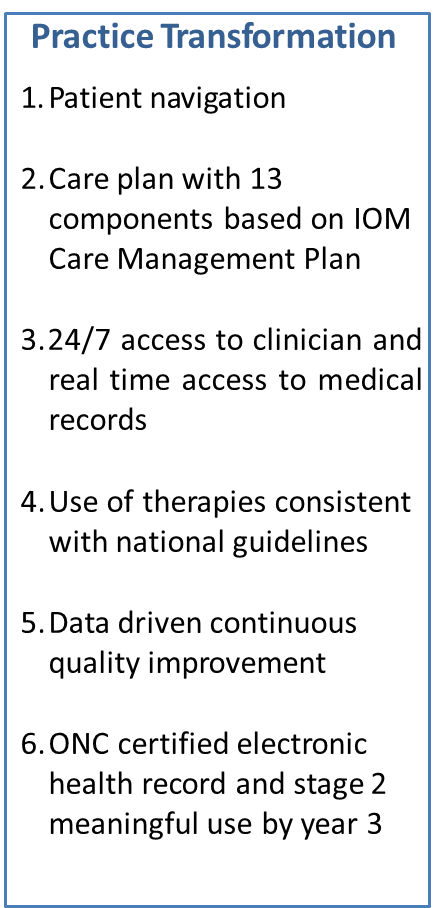 Practice Transformation
1. Patient navigation
2. Care plan with 13
components based on IOM
Care Management Plan
3. 24/7 access to clinician and
real time access to medical
records
4. Use of therapies consistent
with national guidelines
5. Data driven continuous
quality improvement
6. ONC certified electronic
health record and stage 2
meaningful use by year 3